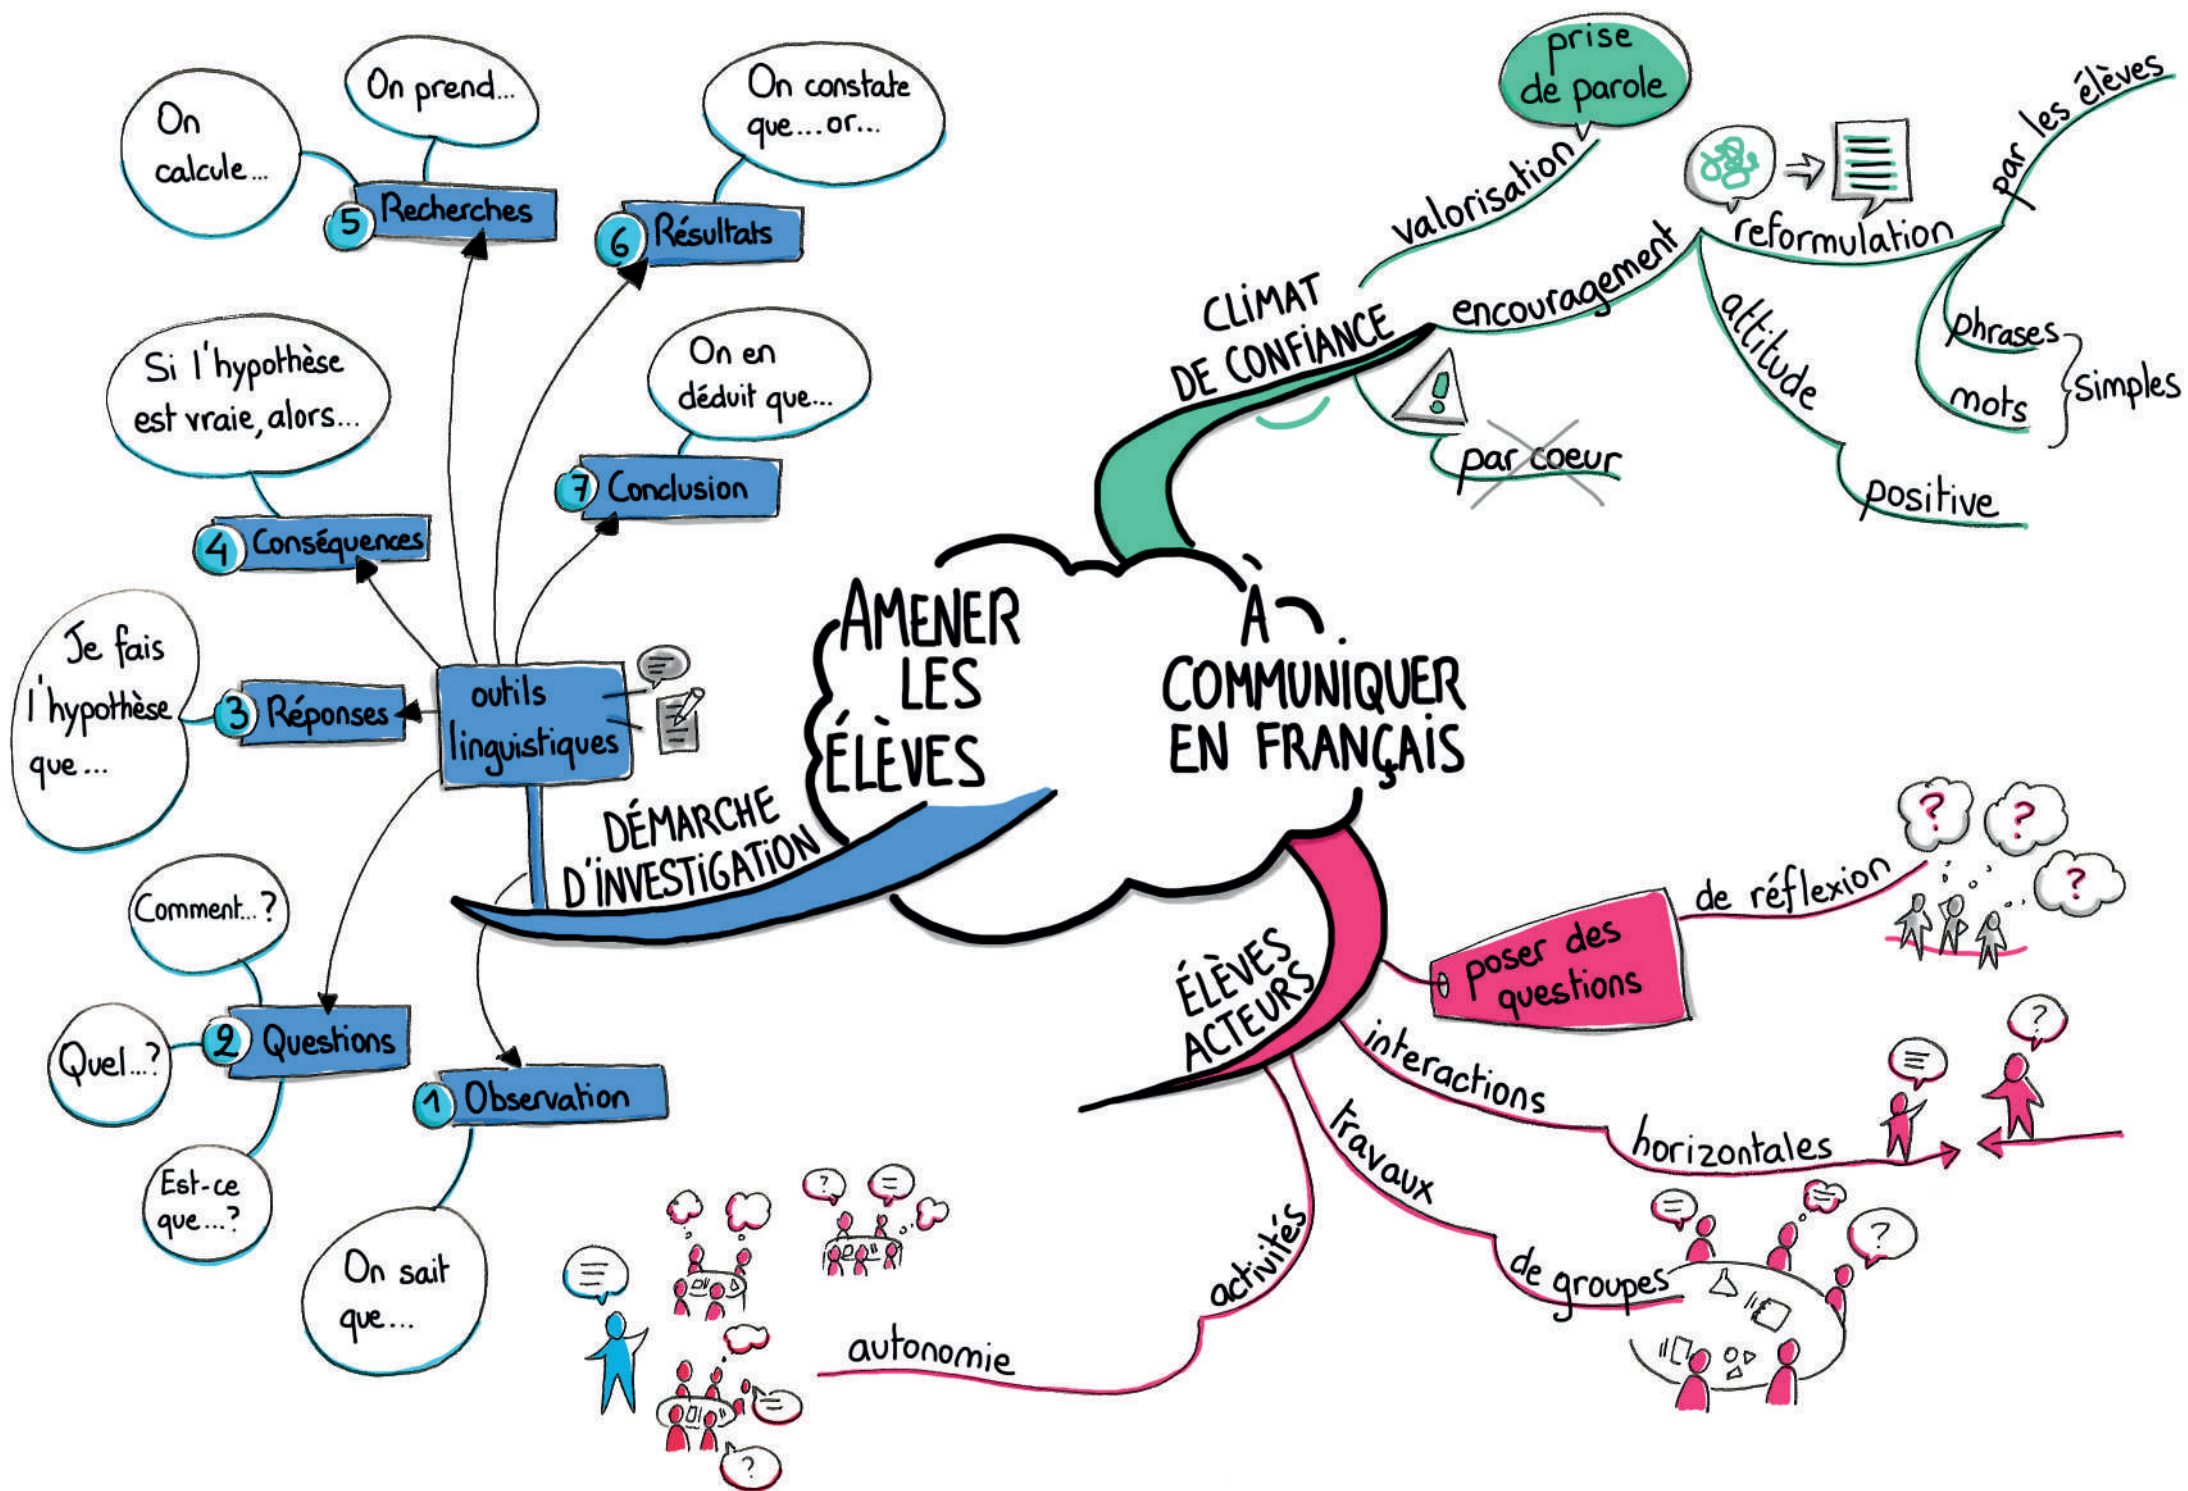 AMENER
LES
ÉLÈVES
À
COMMUNIQUER
EN FRANÇAIS
CLIMAT
DE CONFIANCE
valorisation
prise
de parole
encouragement
reformulation
par les élèves
phrases
mots
simples
attitude
positive
!
par coeur
ÉLÈVES
ACTEURS
poser des
questions
de réflexion
?
?
?
interactions
horizontales
?
travaux
de groupes
?
activités
autonomie
?
?
DÉMARCHE
D'INVESTIGATION
outils
linguistiques
1 Observation
On sait
que...
2 Questions
Comment...?
Quel...?
Est-ce
que...?
3 Réponses
Je fais
l'hypothèse
que...
4 Conséquences
Si l'hypothèse
est vraie, alors...
5 Recherches
On
calcule...
On prend...
6 Résultats
On constate
que...or...
7 Conclusion
On en
déduit que...